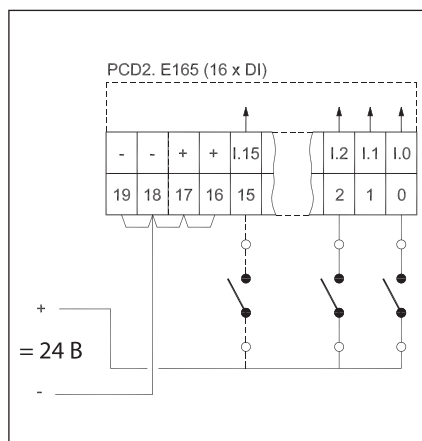 PCD2. E165 (16 x DI)
- - + + I.15 I.2 I.1 I.0
19 18 17 16 15 2 1 0
+
= 24 В
-